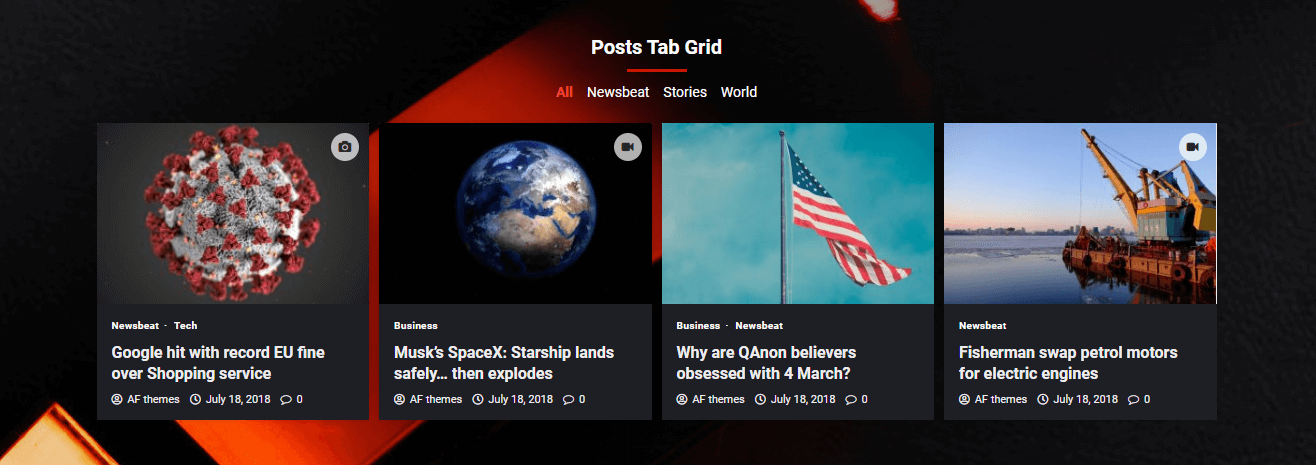 Posts Tab Grid
All Newsbeat Stories World
Newsbeat · Tech
Google hit with record EU fine
over Shopping service
AF themes July 18, 2018 0
Business
Musk's SpaceX: Starship lands
safely… then explodes
AF themes July 18, 2018 0
Business · Newsbeat
Why are QAnon believers
obsessed with 4 March?
AF themes July 18, 2018 0
Newsbeat
Fisherman swap petrol motors
for electric engines
AF themes July 18, 2018 0